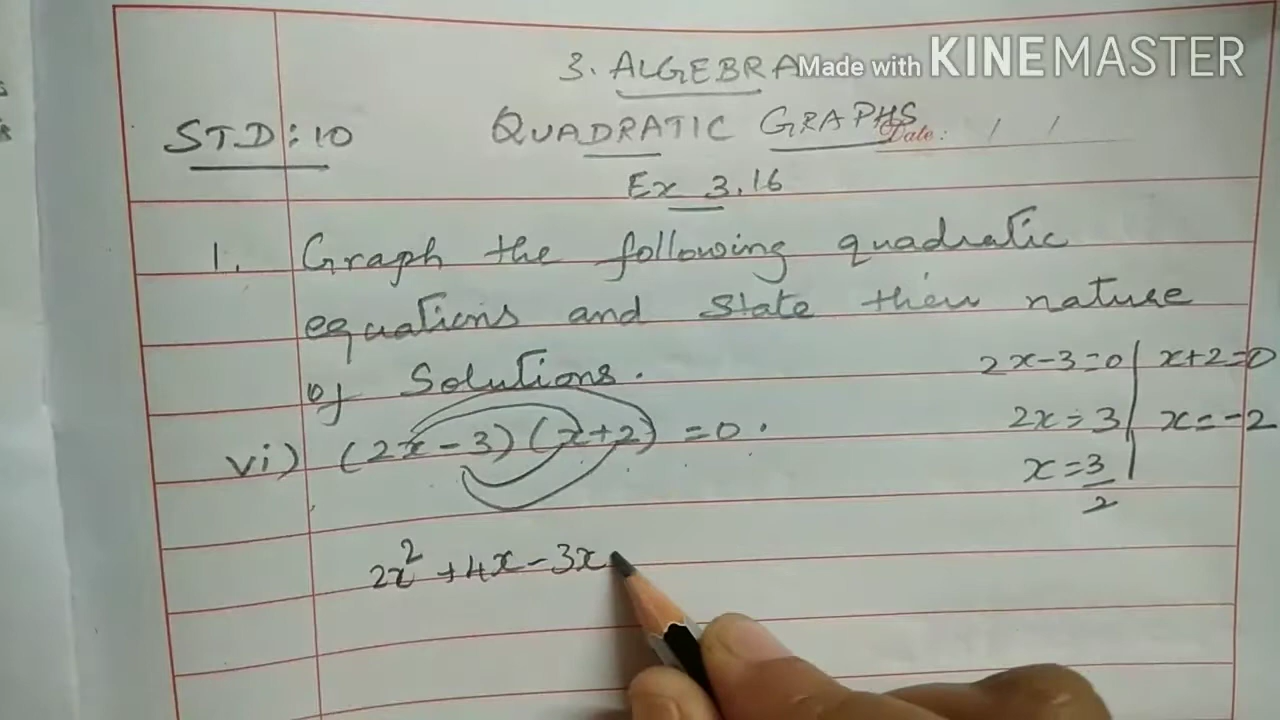 3. ALGEBRA
Made with KINEMASTER
STD: 10
QUADRATIC GRAPHS
Date: / /
Ex 3.16
1. Graph the following quadratic
equations and state their nature
of Solutions.
vi) (2x-3)(x+2) =0.
2x-3=0 | x+2=0
2x=3 | x=-2
x=3/2
2x² +4x-3x